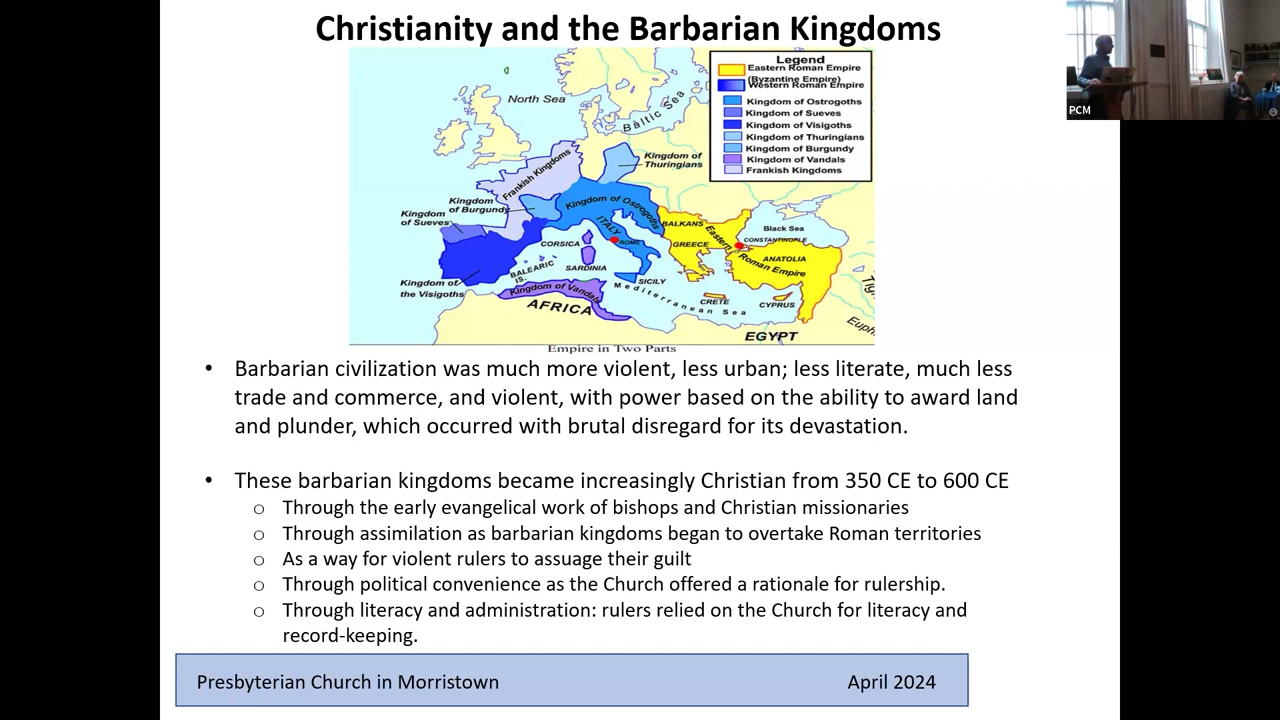 Christianity and the Barbarian Kingdoms
PCM
Legend
Eastern Roman Empire
(Byzantine Empire)
Western Roman Empire
Kingdom of Ostrogoths
Kingdom of Sueves
Kingdom of Visigoths
Kingdom of Thuringians
Kingdom of Burgundy
Kingdom of Vandals
Frankish Kingdoms
North Sea
Baltic Sea
Kingdom of
Thuringians
Frankish Kingdoms
Kingdom
of Burgundy
Kingdom
of Sueves
Kingdom of Ostrogoths
ITALY
ROME
BALKANS
GREECE
Eastern
Roman Empire
Black Sea
CONSTANTINOPLE
ANATOLIA
CORSICA
SARDINIA
BALEARIC
IS.
Kingdom of
the Visigoths
Kingdom of Vandals
SICILY
Mediterranean Sea
CRETE
CYPRUS
AFRICA
EGYPT
Empire in Two Parts
• Barbarian civilization was much more violent, less urban; less literate, much less
trade and commerce, and violent, with power based on the ability to award land
and plunder, which occurred with brutal disregard for its devastation.
• These barbarian kingdoms became increasingly Christian from 350 CE to 600 CE
o Through the early evangelical work of bishops and Christian missionaries
o Through assimilation as barbarian kingdoms began to overtake Roman territories
o As a way for violent rulers to assuage their guilt
o Through political convenience as the Church offered a rationale for rulership.
o Through literacy and administration: rulers relied on the Church for literacy and
record-keeping.
Presbyterian Church in Morristown
April 2024